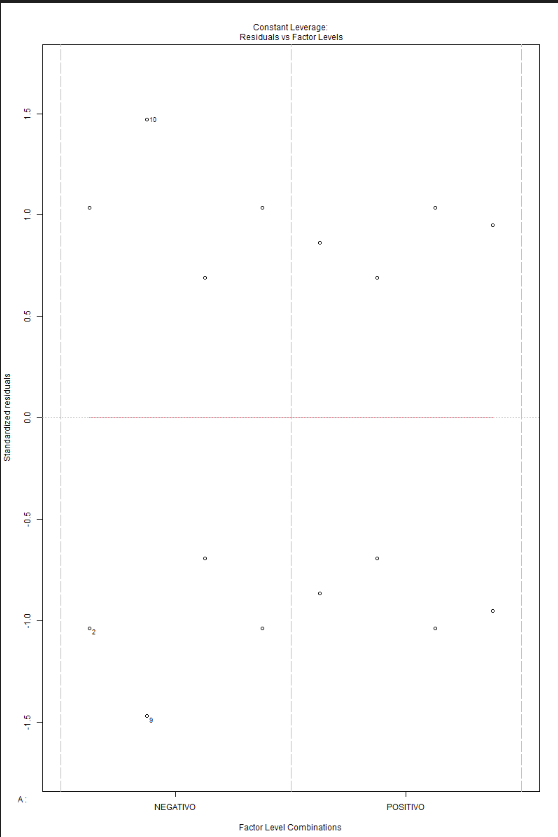 Constant Leverage:
Residuals vs Factor Levels
Standardized residuals
1.5
1.0
0.5
0.0
-0.5
-1.0
-1.5
10
2
9
A :
NEGATIVO
POSITIVO
Factor Level Combinations